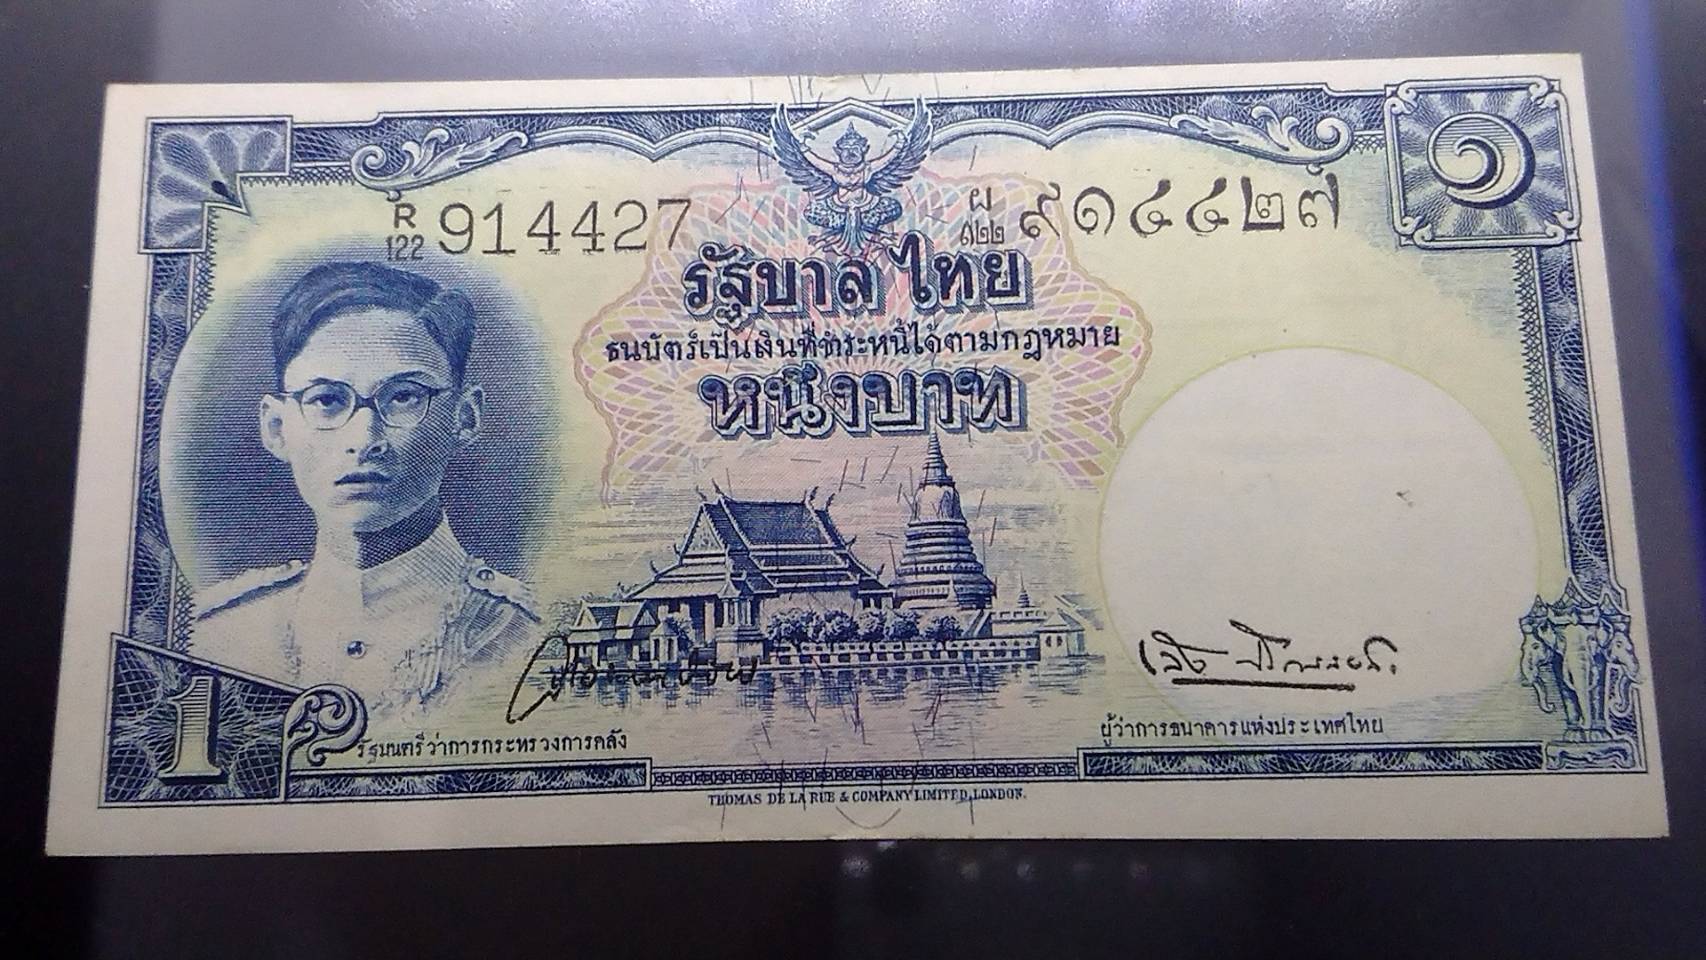 R
122 914427
ผ
๑๒๒ ๙๑๔๔๒๗
๑
รัฐบาลไทย
ธนบัตร์เป็นเงินที่ชำระหนี้ได้ตามกฎหมาย
หนึ่งบาท
ผู้ว่าการธนาคารแห่งประเทศไทย
รัฐมนตรีว่าการกระทรวงการคลัง
1
THOMAS DE LA RUE & COMPANY LIMITED, LONDON.